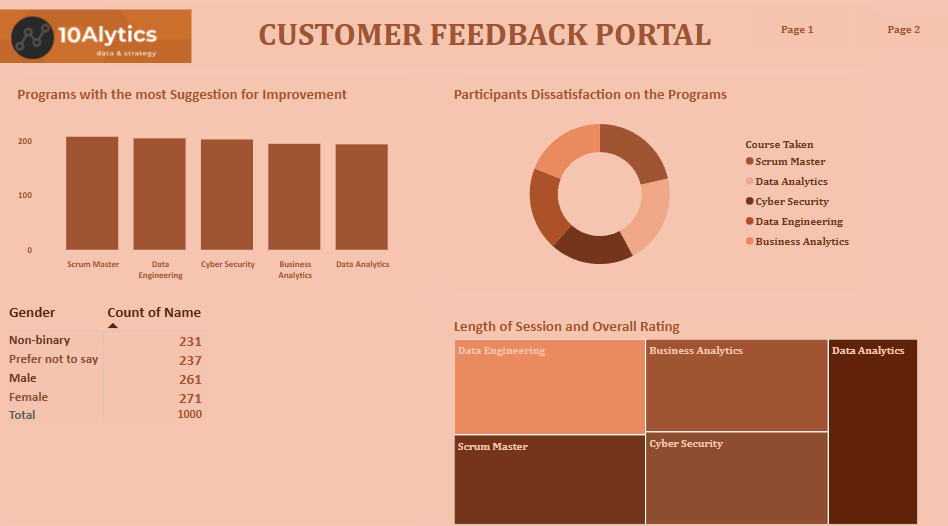 10Alytics
data & strategy
CUSTOMER FEEDBACK PORTAL
Page 1
Page 2
Programs with the most Suggestion for Improvement
200
100
0
Scrum Master
Data
Engineering
Cyber Security
Business
Analytics
Data Analytics
Participants Dissatisfaction on the Programs
Course Taken
Scrum Master
Data Analytics
Cyber Security
Data Engineering
Business Analytics
Gender Count of Name
Non-binary 231
Prefer not to say 237
Male 261
Female 271
Total 1000
Length of Session and Overall Rating
Data Engineering
Business Analytics
Data Analytics
Scrum Master
Cyber Security